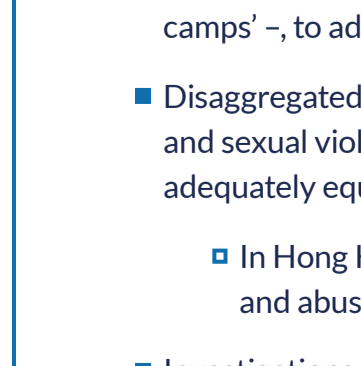 camps’ –, to ad
Disaggregated
and sexual viol
adequately equ
In Hong
and abus